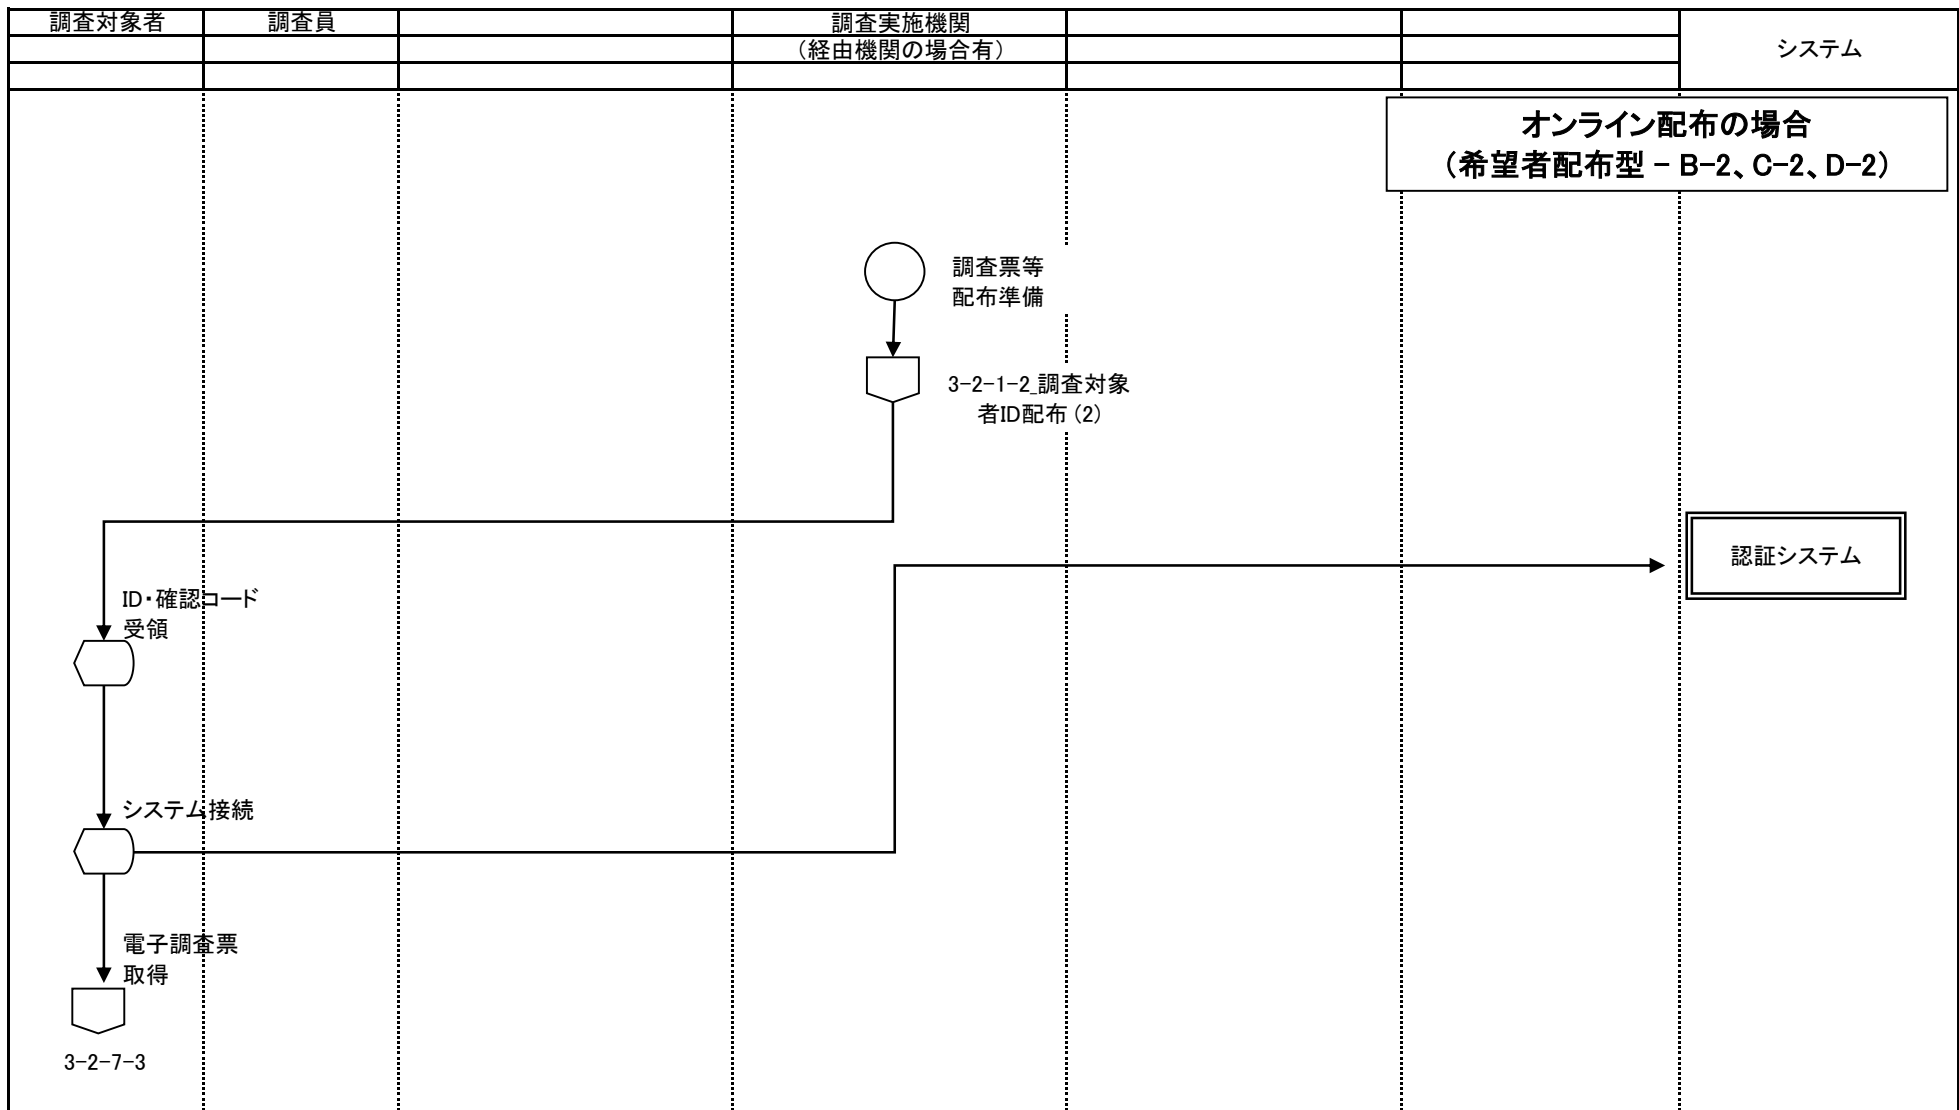 調査対象者
調査員
調査実施機関
（経由機関の場合有）
システム
オンライン配布の場合
（希望者配布型 － B-2、C-2、D-2）
調査票等
配布準備
3-2-1-2_調査対象
者ID配布（2）
認証システム
ID・確認コード
受領
システム接続
電子調査票
取得
3-2-7-3